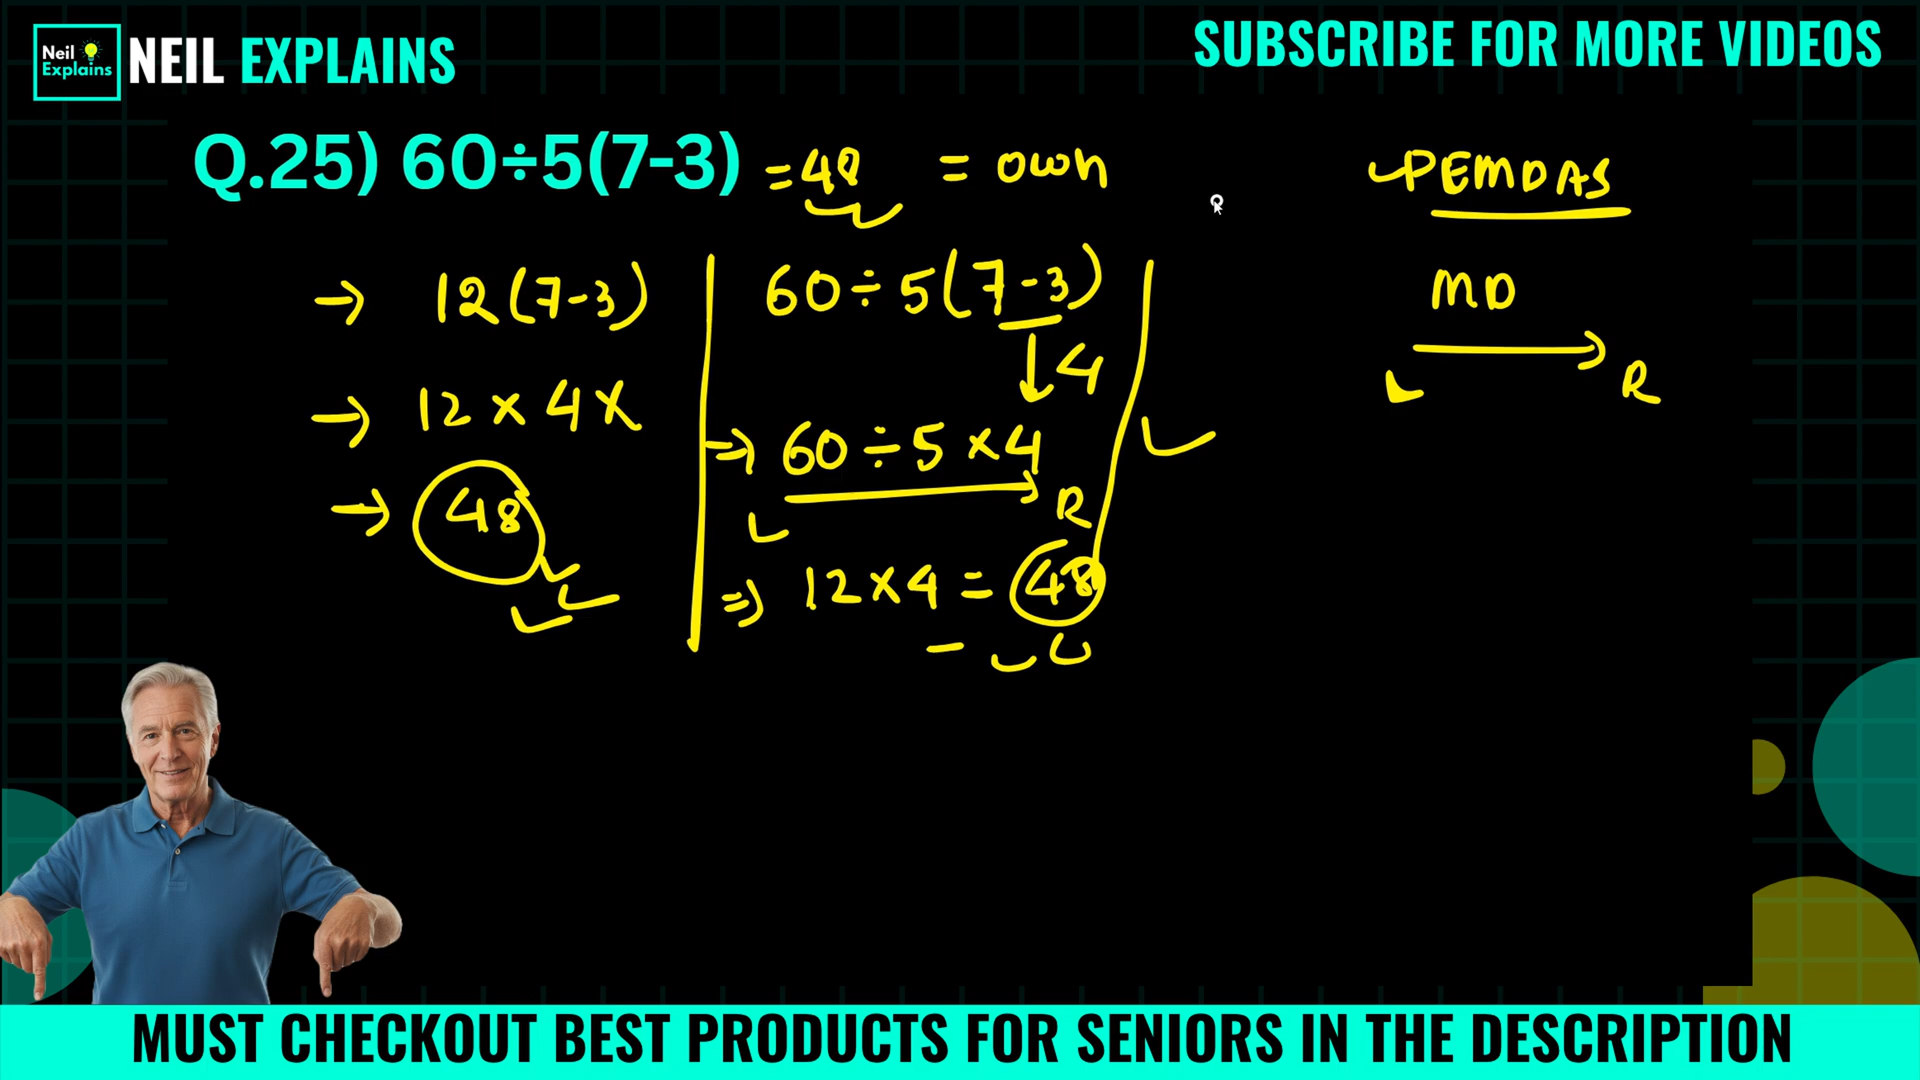 Neil
Explains
NEIL EXPLAINS
SUBSCRIBE FOR MORE VIDEOS
Q.25) 60÷5(7-3) =48 = own
PEMDAS
MD
L → R
→ 12(7-3)
→ 12 × 4 ×
→ 48
60÷5(7-3)
↓ 4
⇒ 60÷5×4
L → R
⇒ 12×4 = 48
MUST CHECKOUT BEST PRODUCTS FOR SENIORS IN THE DESCRIPTION